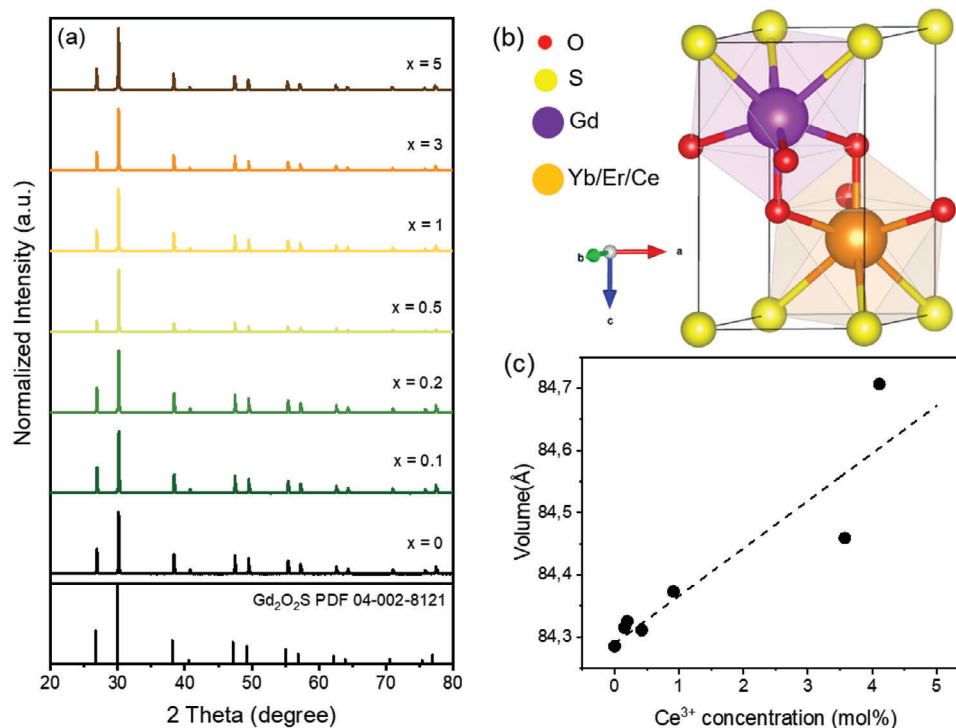 (a)
x = 5
x = 3
x = 1
x = 0.5
x = 0.2
x = 0.1
x = 0
Gd₂O₂S PDF 04-002-8121
Normalized Intensity (a.u.)
20 30 40 50 60 70 80
2 Theta (degree)
(b)
O
S
Gd
Yb/Er/Ce
b
a
c
(c)
84,7
84,6
84,5
84,4
84,3
Volume(Å)
0 1 2 3 4 5
Ce³⁺ concentration (mol%)